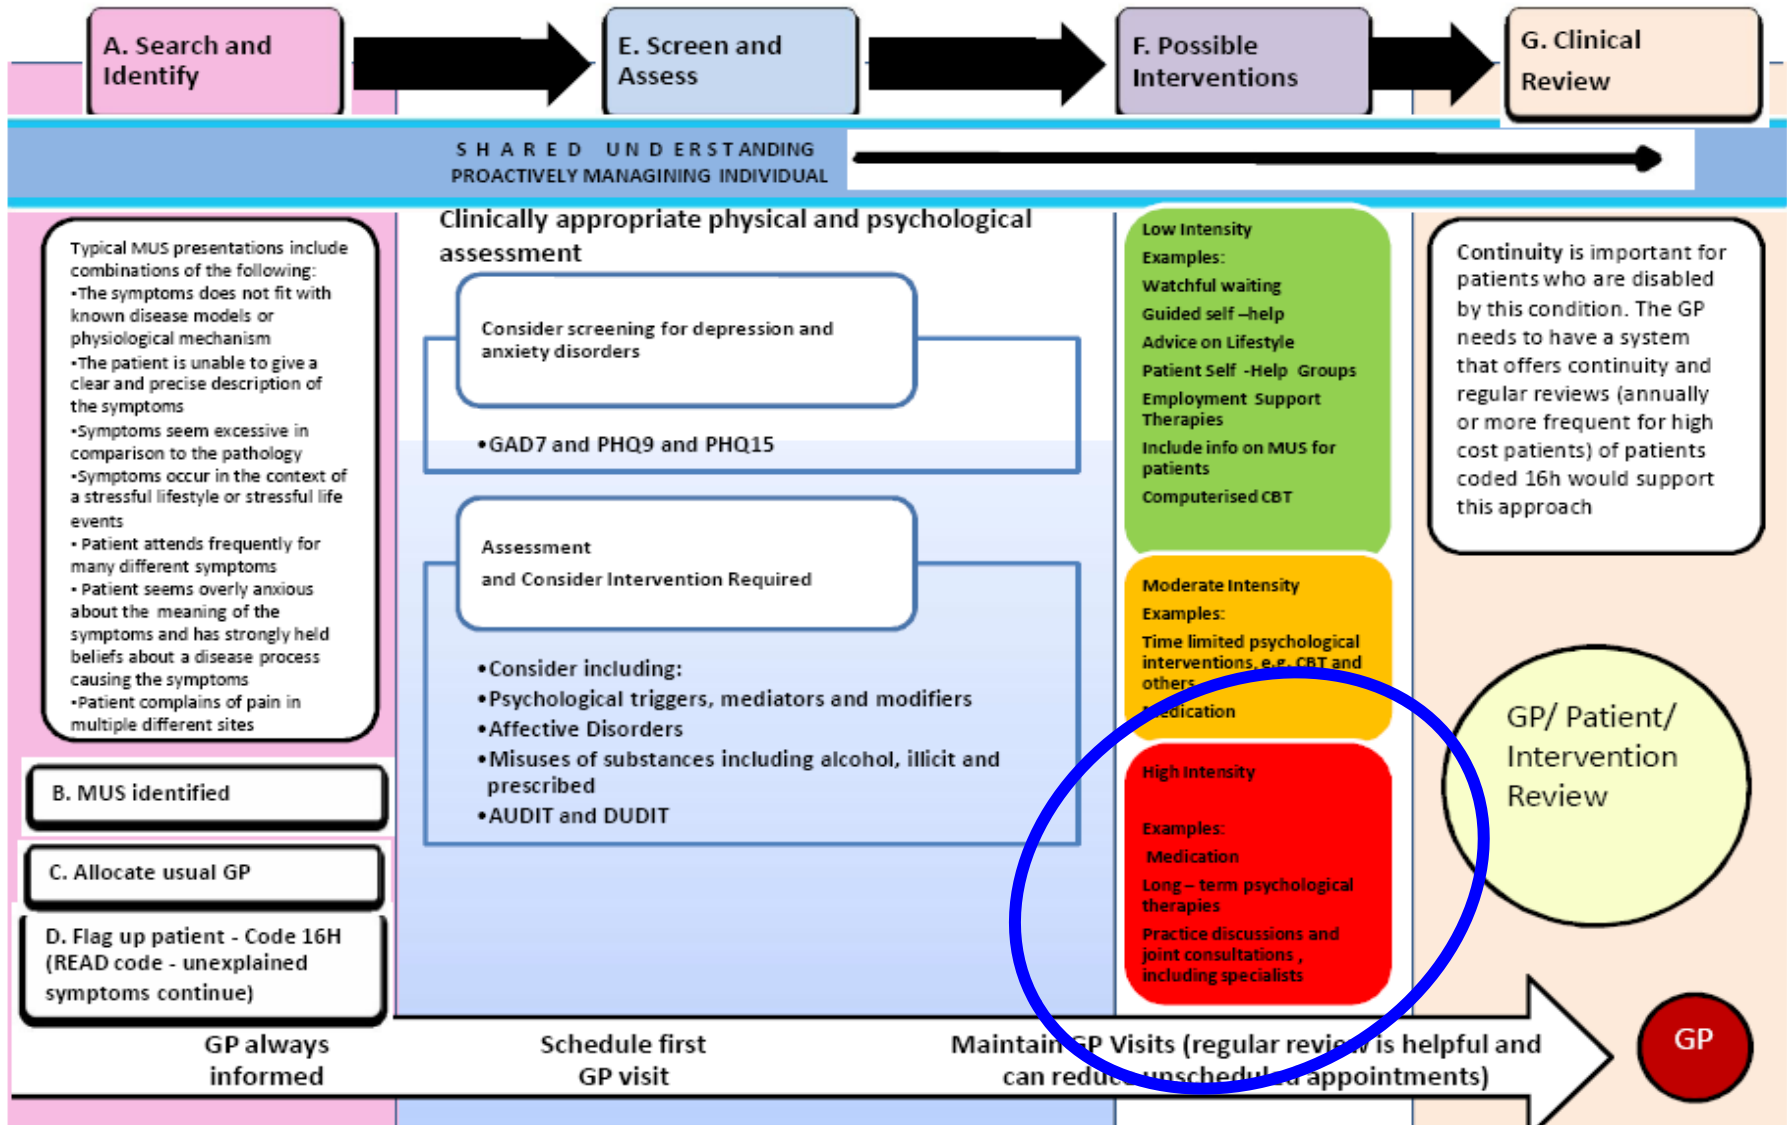 A. Search and
Identify
E. Screen and
Assess
F. Possible
Interventions
G. Clinical
Review
S H A R E D U N D E R S T A N D I N G
PROACTIVELY MANAGINING INDIVIDUAL
Typical MUS presentations include
combinations of the following:
•The symptoms does not fit with
known disease models or
physiological mechanism
•The patient is unable to give a
clear and precise description of
the symptoms
•Symptoms seem excessive in
comparison to the pathology
•Symptoms occur in the context of
a stressful lifestyle or stressful life
events
• Patient attends frequently for
many different symptoms
• Patient seems overly anxious
about the meaning of the
symptoms and has strongly held
beliefs about a disease process
causing the symptoms
•Patient complains of pain in
multiple different sites
B. MUS identified
C. Allocate usual GP
D. Flag up patient - Code 16H
(READ code - unexplained
symptoms continue)
Clinically appropriate physical and psychological
assessment
Consider screening for depression and
anxiety disorders
•GAD7 and PHQ9 and PHQ15
Assessment
and Consider Intervention Required
•Consider including:
•Psychological triggers, mediators and modifiers
•Affective Disorders
•Misuses of substances including alcohol, illicit and
prescribed
•AUDIT and DUDIT
Low Intensity
Examples:
Watchful waiting
Guided self –help
Advice on Lifestyle
Patient Self -Help Groups
Employment Support
Therapies
Include info on MUS for
patients
Computerised CBT
Moderate Intensity
Examples:
Time limited psychological
interventions, e.g. CBT and
others
Medication
High Intensity
Examples:
Medication
Long – term psychological
therapies
Practice discussions and
joint consultations ,
including specialists
Continuity is important for
patients who are disabled
by this condition. The GP
needs to have a system
that offers continuity and
regular reviews (annually
or more frequent for high
cost patients) of patients
coded 16h would support
this approach
GP/ Patient/
Intervention
Review
GP always
informed
Schedule first
GP visit
Maintain GP Visits (regular review is helpful and
can reduce unscheduled appointments)
GP